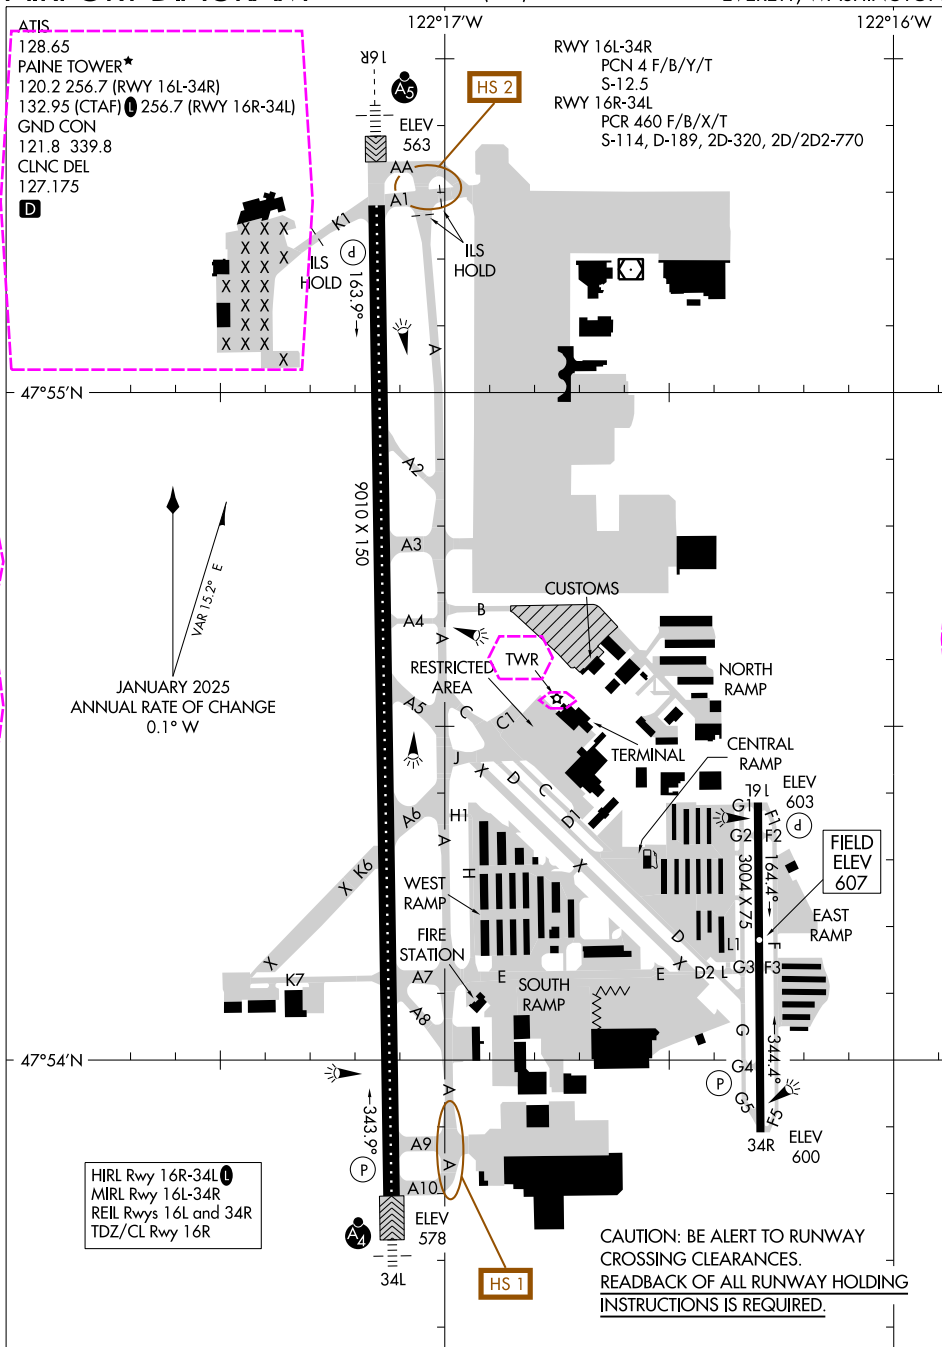 122°17'W
122°16'W
ATIS
128.65
PAINE TOWER★
120.2 256.7 (RWY 16L-34R)
132.95 (CTAF) L 256.7 (RWY 16R-34L)
GND CON
121.8 339.8
CLNC DEL
127.175
D
16R
A5
ELEV
563
HS 2
RWY 16L-34R
PCN 4 F/B/Y/T
S-12.5
RWY 16R-34L
PCR 460 F/B/X/T
S-114, D-189, 2D-320, 2D/2D2-770
AA
A1
K1
ILS
HOLD
ILS
HOLD
P
163.9°
X X X
X X X X
X X
X X X
X X X
X X X
X X X
X
A
47°55'N
A2
9010 X 150
A3
VAR 15.2° E
JANUARY 2025
ANNUAL RATE OF CHANGE
0.1° W
CUSTOMS
B
A4
A
TWR
RESTRICTED
AREA
NORTH
RAMP
A5
C
C1
TERMINAL
CENTRAL
RAMP
J
X
D
C
D1
16L
ELEV
603
G1
F1
P
A6
H1
G2
F2
A
X
FIELD
ELEV
607
3004 X 75
164.4°
X
K6
H
WEST
RAMP
EAST
RAMP
FIRE
STATION
D
L1
F
X
X
K7
A7
E
E
D2
L
G3
F3
SOUTH
RAMP
A8
G
344.4°
47°54'N
G4
P
G5
F5
A
343.9°
34R
ELEV
600
A9
A
P
A10
HIRL Rwy 16R-34L L
MIRL Rwy 16L-34R
REIL Rwys 16L and 34R
TDZ/CL Rwy 16R
A4
ELEV
578
34L
HS 1
CAUTION: BE ALERT TO RUNWAY
CROSSING CLEARANCES.
READBACK OF ALL RUNWAY HOLDING
INSTRUCTIONS IS REQUIRED.